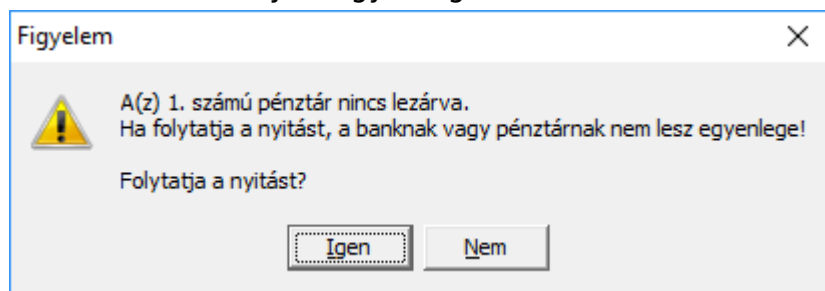 Figyelem
A(z) 1. számú pénztár nincs lezárva.
Ha folytatja a nyitást, a banknak vagy pénztárnak nem lesz egyenlege!
Folytatja a nyitást?
Igen Nem